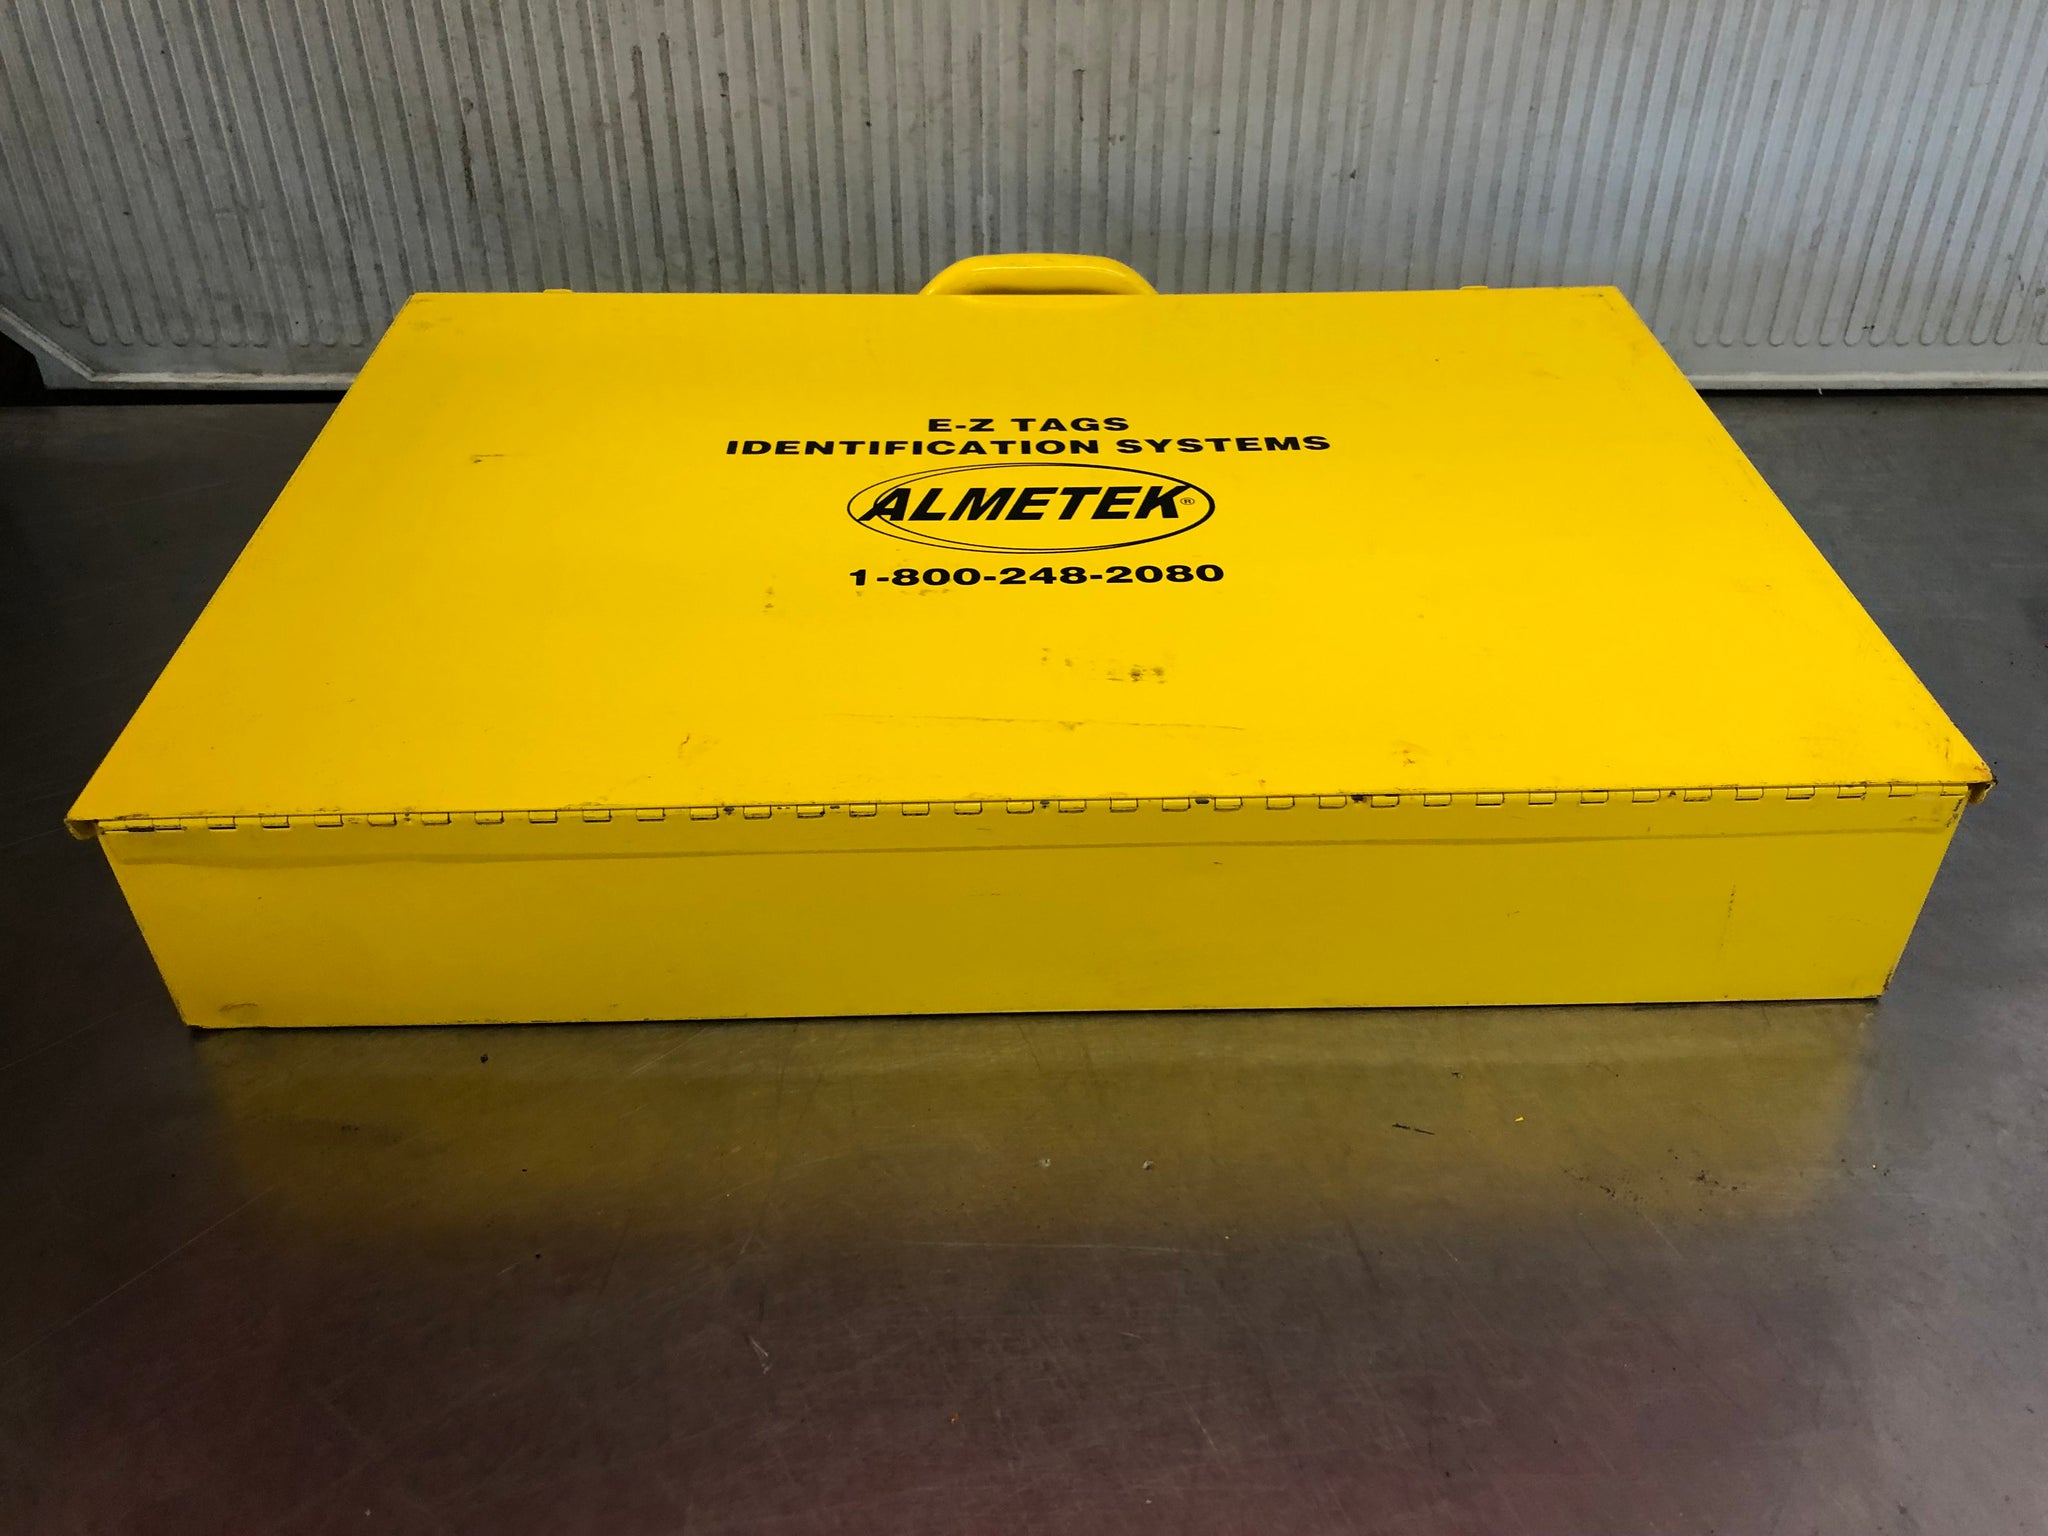 E-Z TAGS
IDENTIFICATION SYSTEMS
ALMETEK®
1-800-248-2080